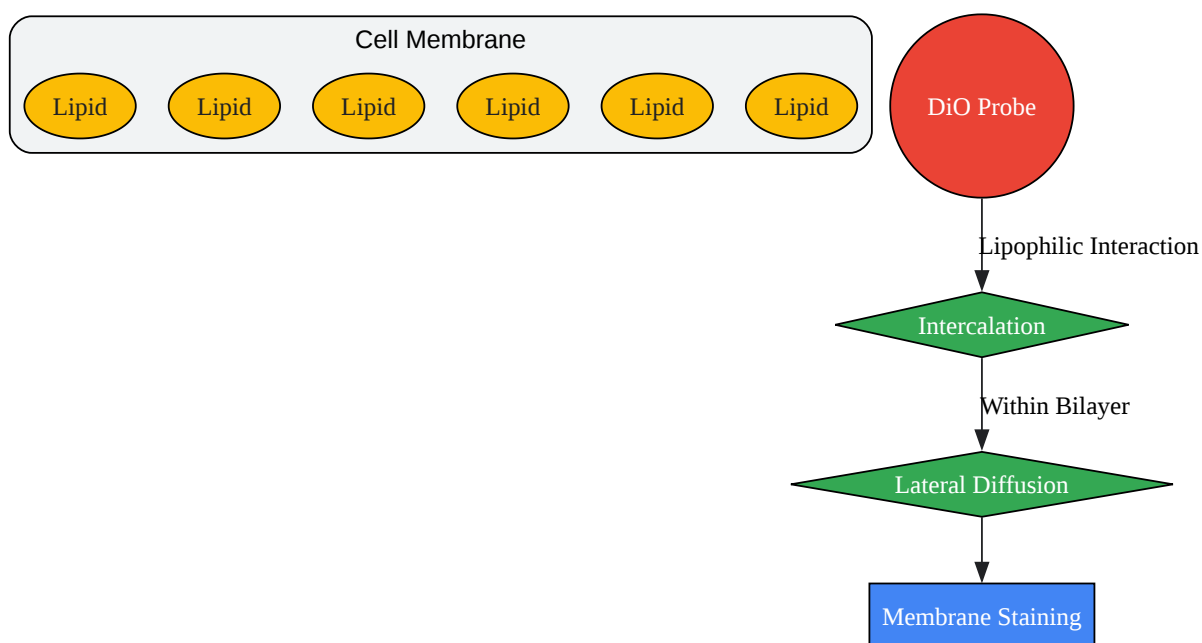 Cell Membrane
Lipid Lipid Lipid Lipid Lipid Lipid
DiO Probe
Lipophilic Interaction
Intercalation
Within Bilayer
Lateral Diffusion
Membrane Staining